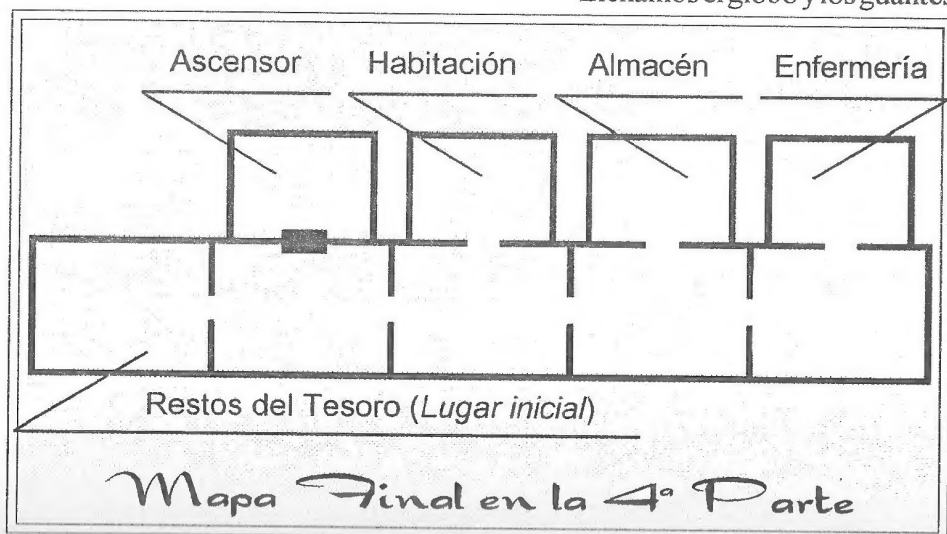 Ascensor Habitación Almacén Enfermería
Restos del Tesoro (Lugar inicial)
Mapa Final en la 4ª Parte